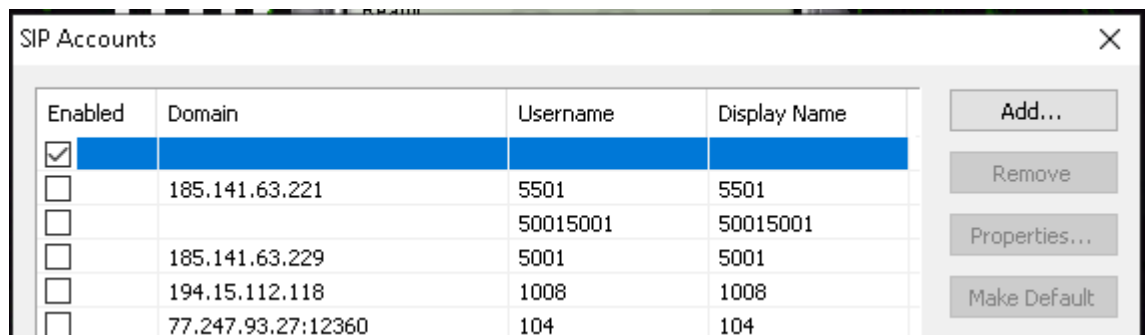 SIP Accounts
Enabled Domain Username Display Name Add...
Remove
185.141.63.221 5501 5501
50015001 50015001 Properties...
185.141.63.229 5001 5001
194.15.112.118 1008 1008 Make Default
77.247.93.27:12360 104 104